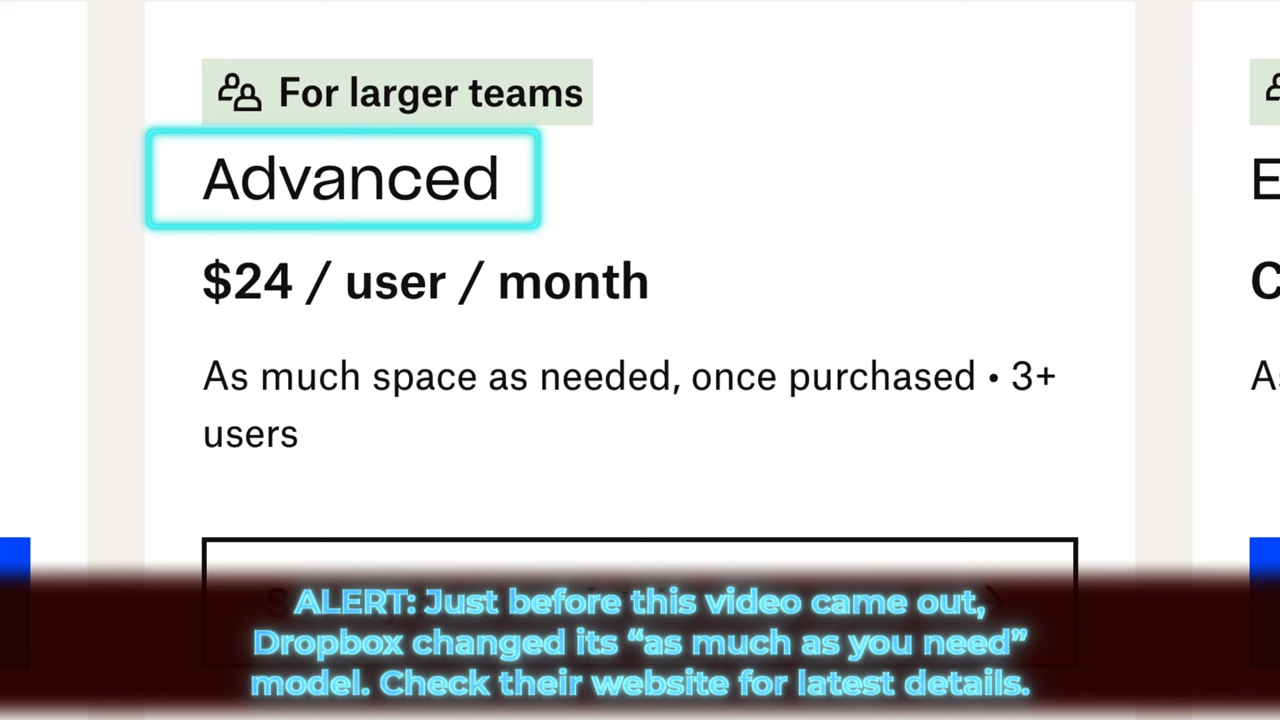 For larger teams
Advanced
$24 / user / month
As much space as needed, once purchased • 3+
users
ALERT: Just before this video came out,
Dropbox changed its “as much as you need”
model. Check their website for latest details.